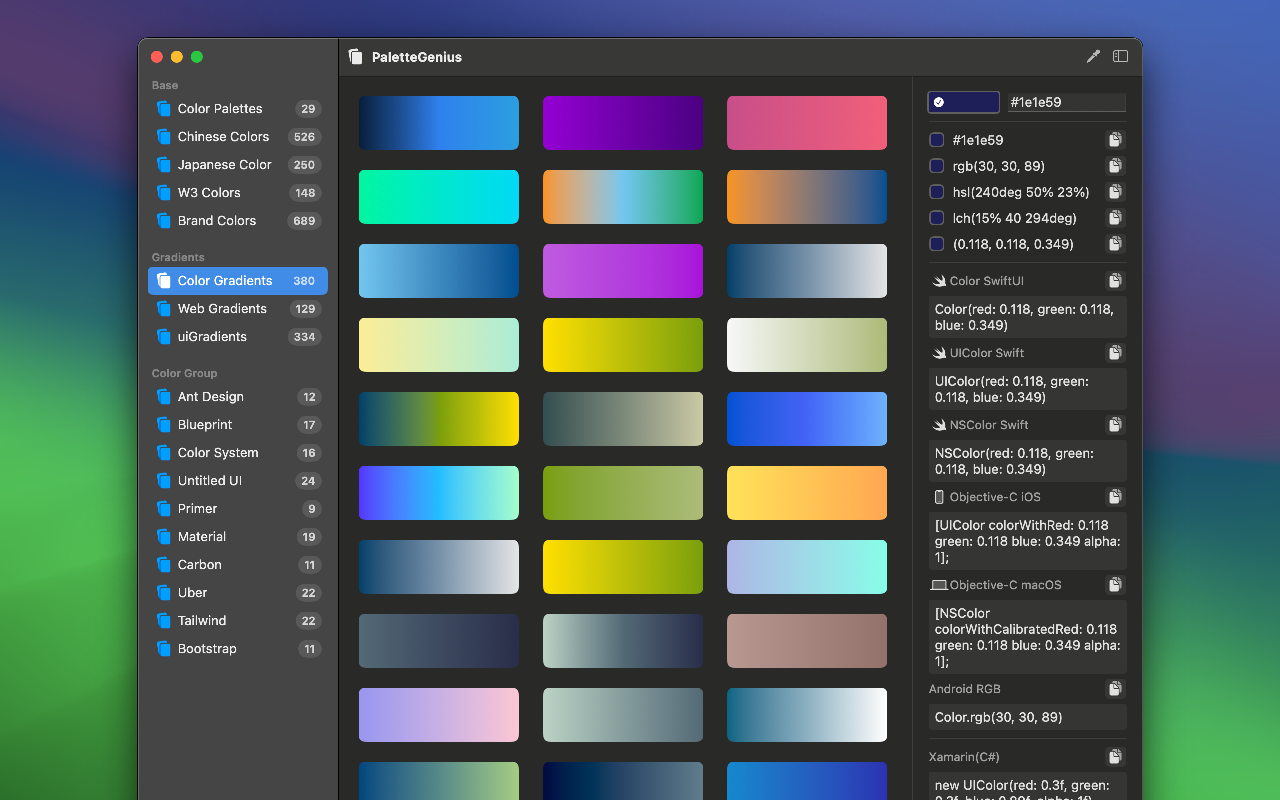 PaletteGenius
Base
Color Palettes 29
Chinese Colors 526
Japanese Color 250
W3 Colors 148
Brand Colors 689
Gradients
Color Gradients 380
Web Gradients 129
uiGradients 334
Color Group
Ant Design 12
Blueprint 17
Color System 16
Untitled UI 24
Primer 9
Material 19
Carbon 11
Uber 22
Tailwind 22
Bootstrap 11
#1e1e59
#1e1e59
rgb(30, 30, 89)
hsl(240deg 50% 23%)
lch(15% 40 294deg)
(0.118, 0.118, 0.349)
Color SwiftUI
Color(red: 0.118, green: 0.118,
blue: 0.349)
UIColor Swift
UIColor(red: 0.118, green:
0.118, blue: 0.349)
NSColor Swift
NSColor(red: 0.118, green:
0.118, blue: 0.349)
Objective-C iOS
[UIColor colorWithRed: 0.118
green: 0.118 blue: 0.349 alpha:
1];
Objective-C macOS
[NSColor
colorWithCalibratedRed: 0.118
green: 0.118 blue: 0.349 alpha:
1];
Android RGB
Color.rgb(30, 30, 89)
Xamarin(C#)
new UIColor(red: 0.3f, green: